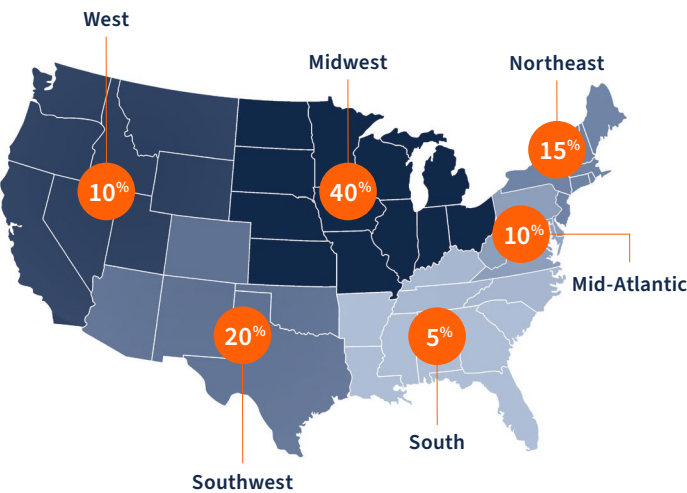 West
Midwest
Northeast
15%
10%
40%
10%
Mid-Atlantic
20%
5%
South
Southwest